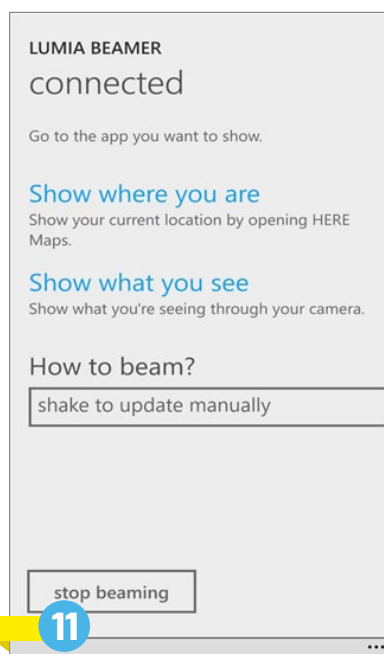 LUMIA BEAMER
connected
Go to the app you want to show.
Show where you are
Show your current location by opening HERE
Maps.
Show what you see
Show what you're seeing through your camera.
How to beam?
shake to update manually
stop beaming
11
...